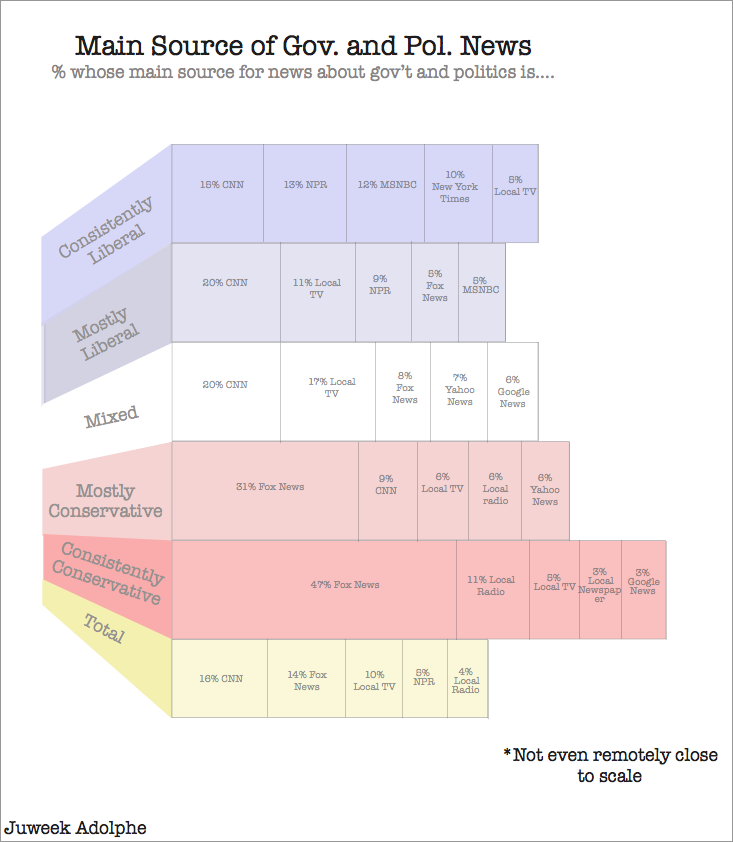 Main Source of Gov. and Pol. News
% whose main source for news about gov't and politics is....
Consistently
Liberal
15% CNN
13% NPR
12% MSNBC
10%
New York
Times
5%
Local TV
Mostly
Liberal
20% CNN
11% Local
TV
9%
NPR
5%
Fox
News
5%
MSNBC
Mixed
20% CNN
17% Local
TV
8%
Fox
News
7%
Yahoo
News
6%
Google
News
Mostly
Conservative
31% Fox News
9%
CNN
6%
Local TV
6%
Local
radio
6%
Yahoo
News
Consistently
Conservative
47% Fox News
11% Local
Radio
5%
Local TV
3%
Local
Newspap
er
3%
Google
News
Total
16% CNN
14% Fox
News
10%
Local TV
5%
NPR
4%
Local
Radio
*Not even remotely close
to scale
Juweek Adolphe